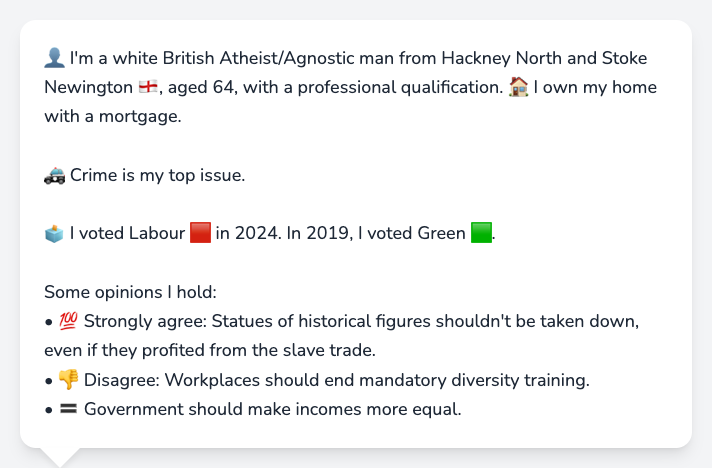 👤 I'm a white British Atheist/Agnostic man from Hackney North and Stoke
Newington 🏴󠁧󠁢󠁥󠁮󠁧󠁿, aged 64, with a professional qualification. 🏠 I own my home
with a mortgage.
🚓 Crime is my top issue.
🗳️ I voted Labour 🟥 in 2024. In 2019, I voted Green 🟩.
Some opinions I hold:
• 💯 Strongly agree: Statues of historical figures shouldn't be taken down,
even if they profited from the slave trade.
• 👎 Disagree: Workplaces should end mandatory diversity training.
• 🟰 Government should make incomes more equal.